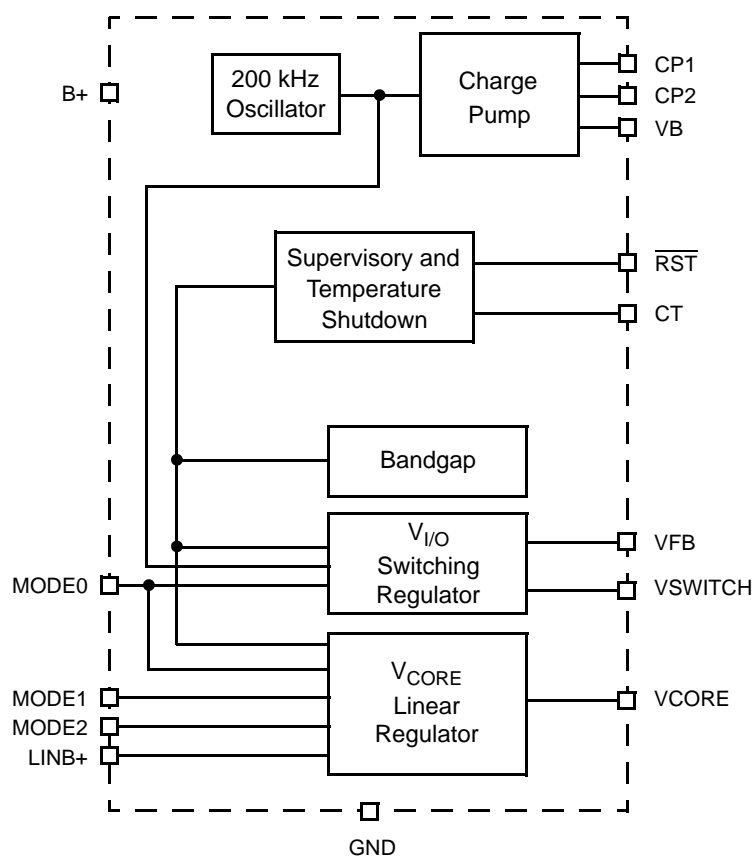 B+
200 kHz
Oscillator
Charge
Pump
CP1
CP2
VB
Supervisory and
Temperature
Shutdown
RST
CT
Bandgap
VI/O
Switching
Regulator
VFB
VSWITCH
MODE0
VCORE
Linear
Regulator
MODE1
MODE2
LINB+
VCORE
GND